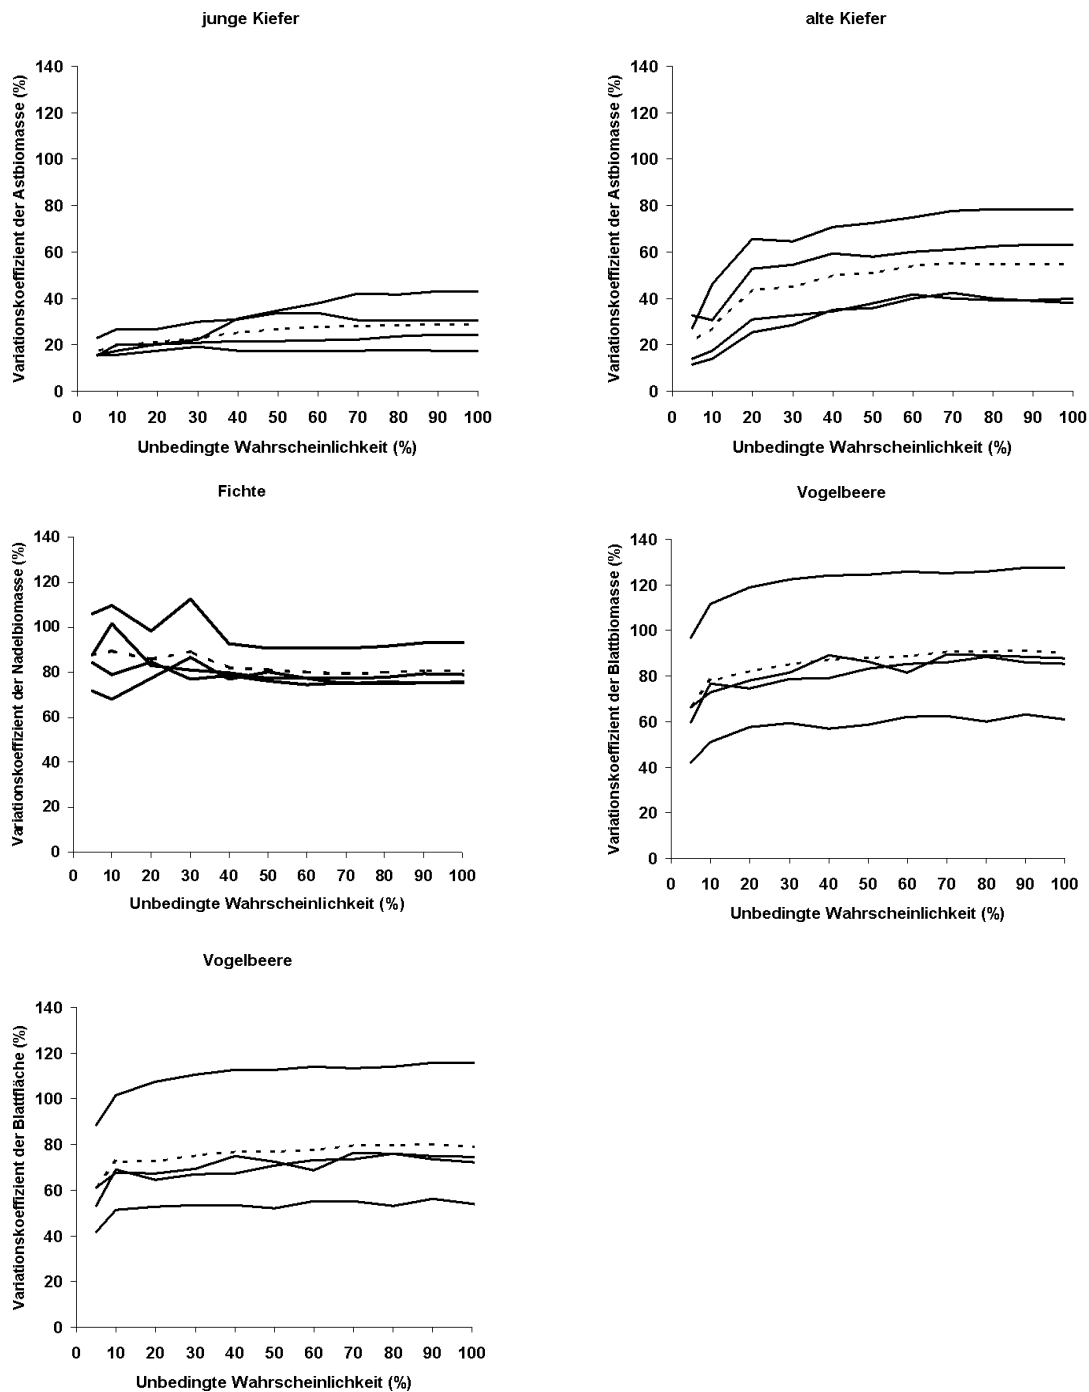 junge Kiefer
Variationskoeffizient der Astbiomasse (%)
140
120
100
80
60
40
20
0
0 10 20 30 40 50 60 70 80 90 100
Unbedingte Wahrscheinlichkeit (%)
alte Kiefer
Variationskoeffizient der Astbiomasse (%)
140
120
100
80
60
40
20
0
0 10 20 30 40 50 60 70 80 90 100
Unbedingte Wahrscheinlichkeit (%)
Fichte
Variationskoeffizient der Nadelbiomasse (%)
140
120
100
80
60
40
20
0
0 10 20 30 40 50 60 70 80 90 100
Unbedingte Wahrscheinlichkeit (%)
Vogelbeere
Variationskoeffizient der Blattbiomasse (%)
140
120
100
80
60
40
20
0
0 10 20 30 40 50 60 70 80 90 100
Unbedingte Wahrscheinlichkeit (%)
Vogelbeere
Variationskoeffizient der Blattfläche (%)
140
120
100
80
60
40
20
0
0 10 20 30 40 50 60 70 80 90 100
Unbedingte Wahrscheinlichkeit (%)